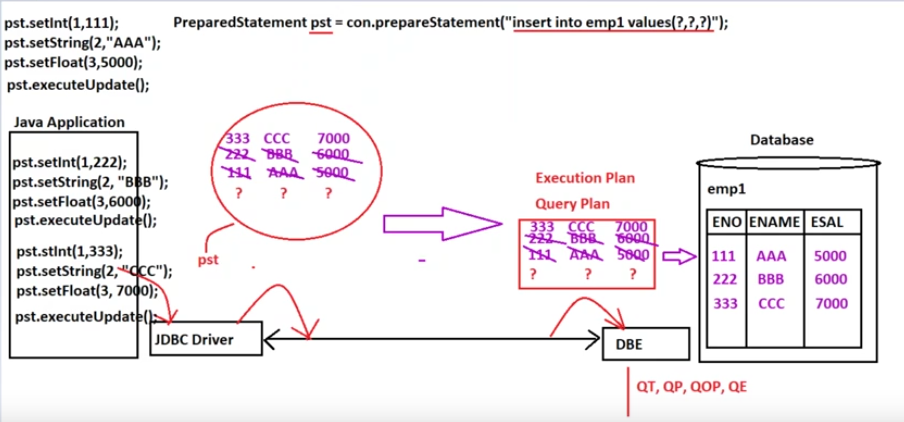 pst.setInt(1,111);
PreparedStatement pst = con.prepareStatement("insert into emp1 values(?,?,?)");
pst.setString(2,"AAA");
pst.setFloat(3,5000);
pst.executeUpdate();
Java Application
pst.setInt(1,222);
pst.setString(2, "BBB");
pst.setFloat(3,6000);
pst.executeUpdate();
pst.stInt(1,333);
pst.setString(2, "CCC");
pst.setFloat(3, 7000);
pst.executeUpdate();
JDBC Driver
333 CCC 7000
222 BBB 6000
111 AAA 5000
? ? ?
pst
Execution Plan
Query Plan
333 CCC 7000
222 BBB 6000
111 AAA 5000
? ? ?
DBE
QT, QP, QOP, QE
Database
emp1
ENO ENAME ESAL
111 AAA 5000
222 BBB 6000
333 CCC 7000